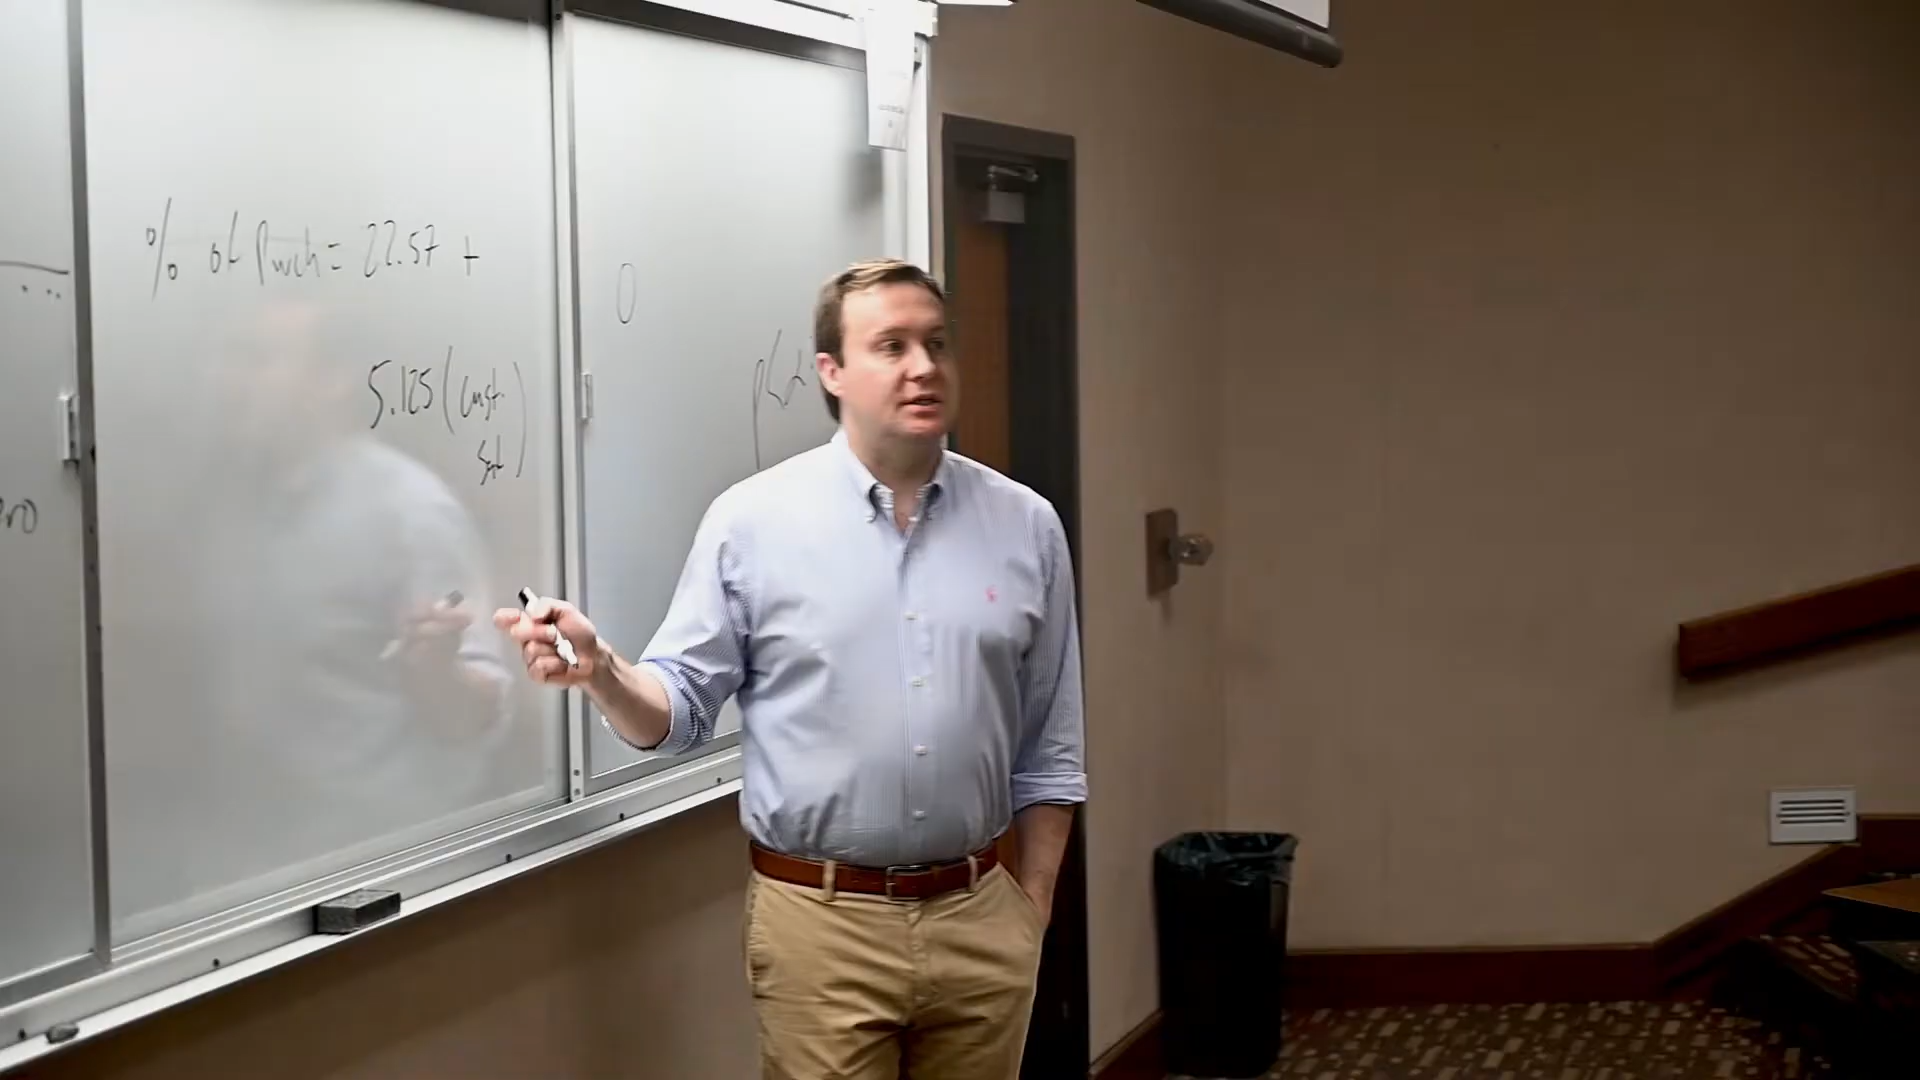 % of Purch = 22.57 +
5.125 (Cust.
Sat)
0